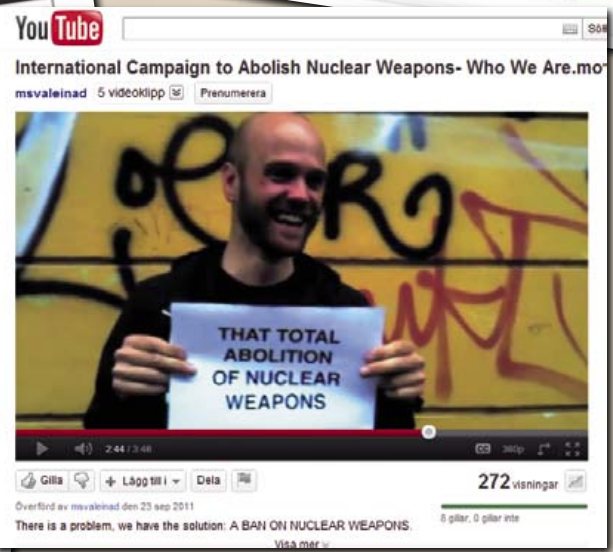 YouTube
Sök
International Campaign to Abolish Nuclear Weapons- Who We Are.mo
msvaleinad 5 videoklipp Prenumerera
THAT TOTAL
ABOLITION
OF NUCLEAR
WEAPONS
2:44 / 3:48 CC 360p
Gilla + Lägg till i Dela 272 visningar
Överförd av msvaleinad den 23 sep 2011
8 gillar, 0 gillar inte
There is a problem, we have the solution: A BAN ON NUCLEAR WEAPONS.
Visa mer